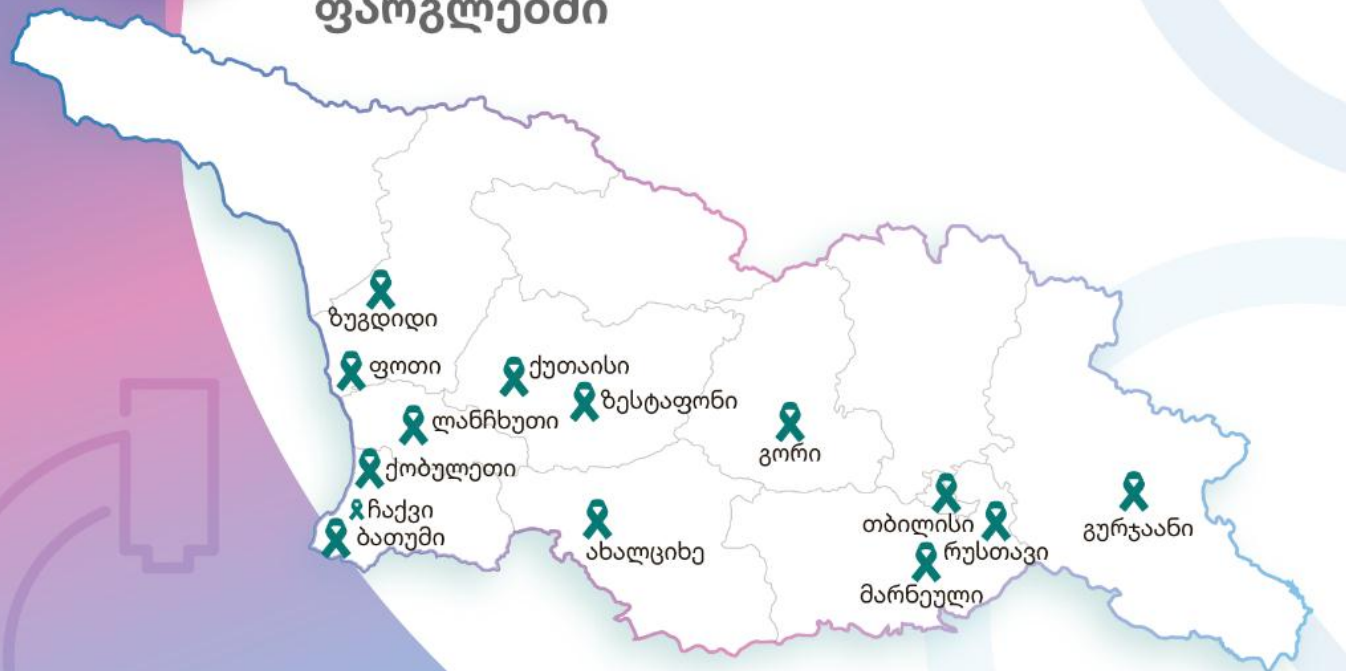 ფარგლებში
ზუგდიდი
ფოთი
ქუთაისი
ზესტაფონი
ლანჩხუთი
გორი
ქობულეთი
ჩაქვი
ბათუმი
ახალციხე
თბილისი
რუსთავი
მარნეული
გურჯაანი